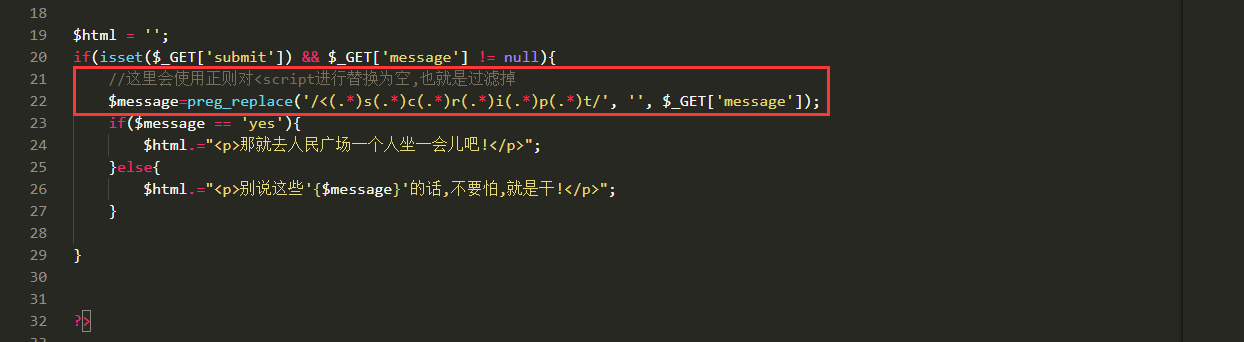 18
19 $html = '';
20 if(isset($_GET['submit']) && $_GET['message'] != null){
21 //这里会使用正则对<script进行替换为空,也就是过滤掉
22 $message=preg_replace('/<(.*)s(.*)c(.*)r(.*)i(.*)p(.*)t/', '', $_GET['message']);
23 if($message == 'yes'){
24 $html.="<p>那就去人民广场一个人坐一会儿吧!</p>";
25 }else{
26 $html.="<p>别说这些'{$message}'的话,不要怕,就是干!</p>";
27 }
28
29 }
30
31
32 ?>